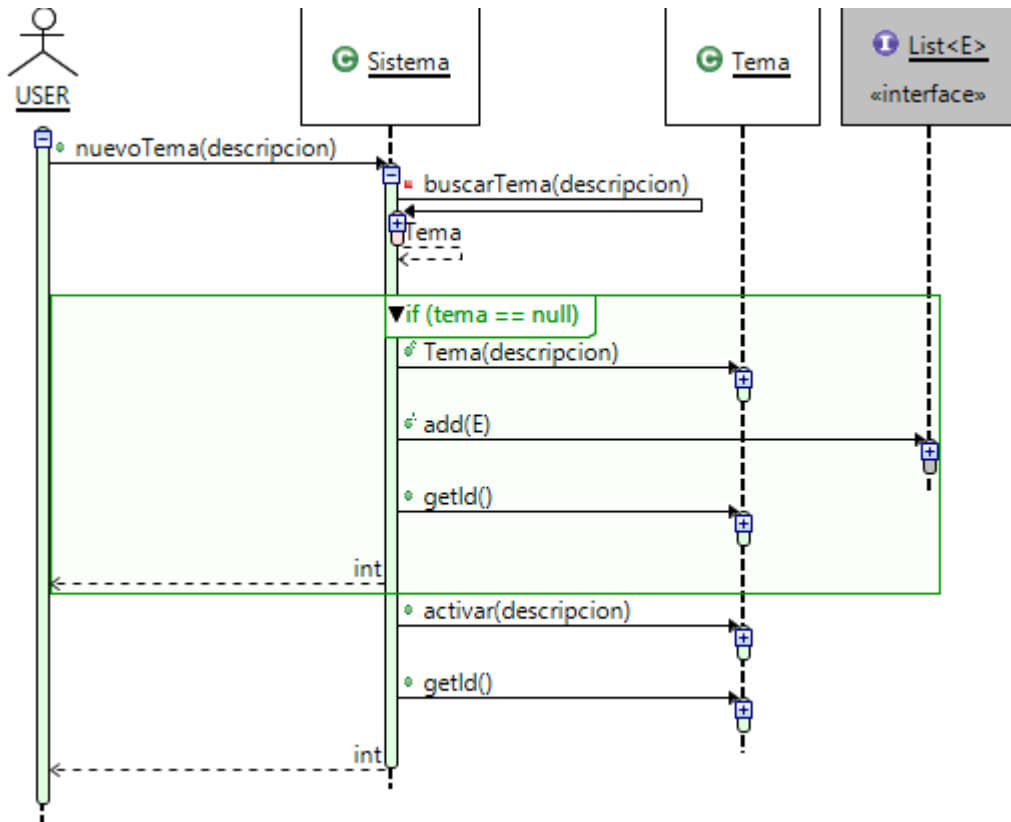 USER
C Sistema
C Tema
I List<E>
«interface»
nuevoTema(descripcion)
buscarTema(descripcion)
Tema
if (tema == null)
Tema(descripcion)
add(E)
getId()
int
activar(descripcion)
getId()
int